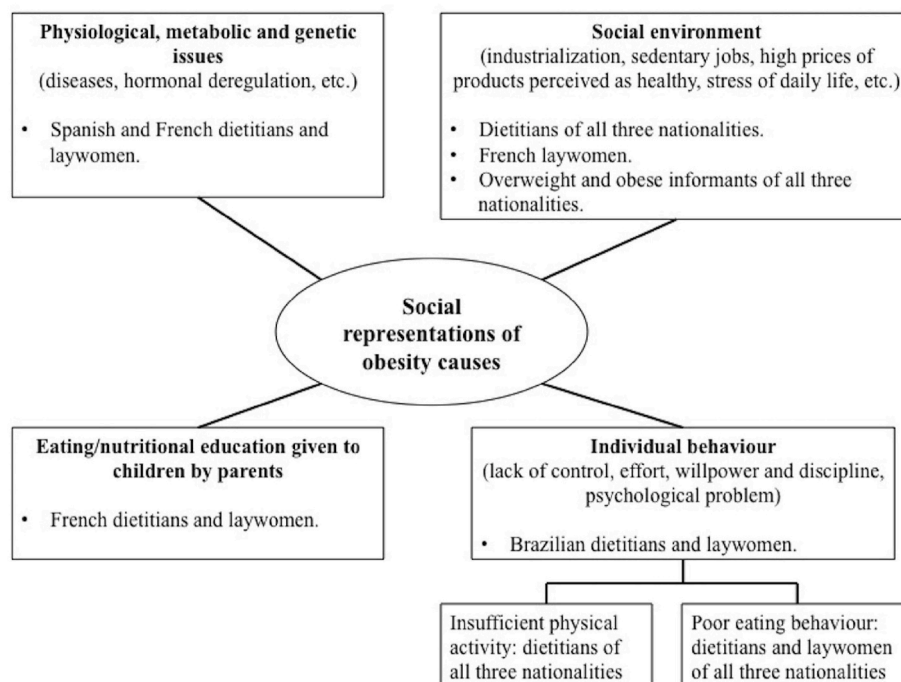 Physiological, metabolic and genetic
issues
(diseases, hormonal deregulation, etc.)
• Spanish and French dietitians and
laywomen.
Social environment
(industrialization, sedentary jobs, high prices of
products perceived as healthy, stress of daily life, etc.)
• Dietitians of all three nationalities.
• French laywomen.
• Overweight and obese informants of all three
nationalities.
Social
representations of
obesity causes
Eating/nutritional education given to
children by parents
• French dietitians and laywomen.
Individual behaviour
(lack of control, effort, willpower and discipline,
psychological problem)
• Brazilian dietitians and laywomen.
Insufficient physical
activity: dietitians of
all three nationalities
Poor eating behaviour:
dietitians and laywomen
of all three nationalities